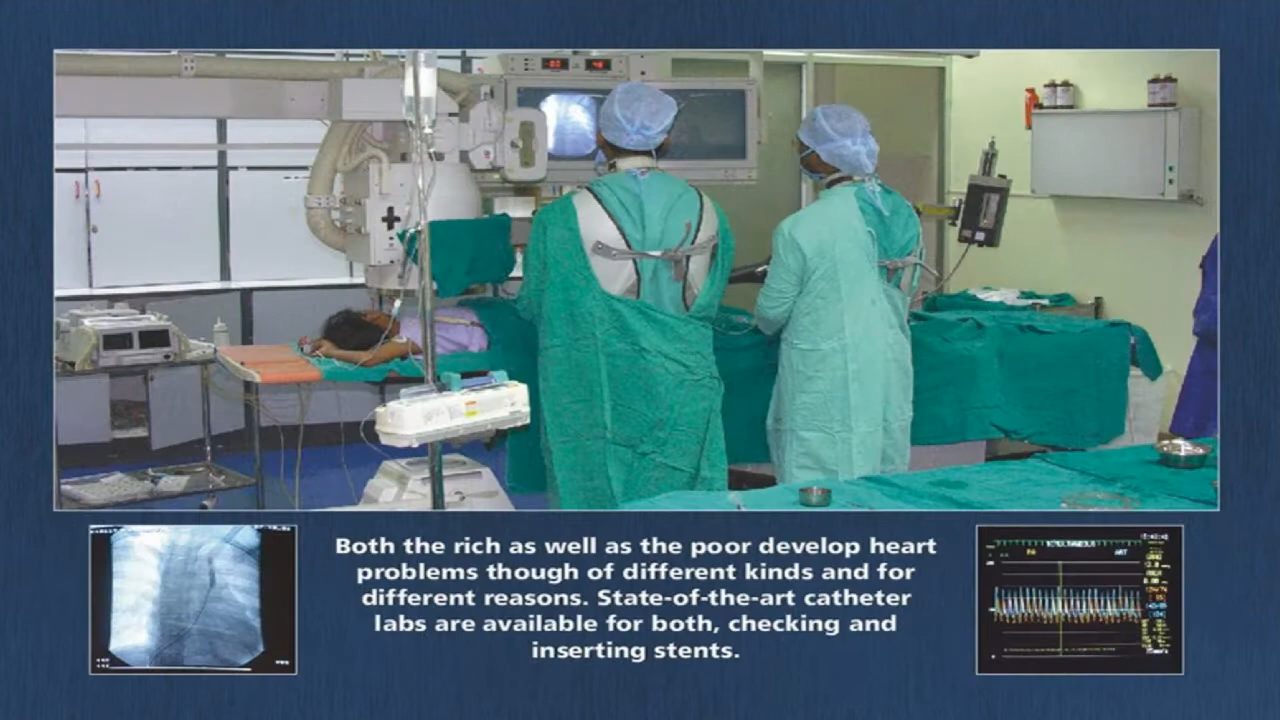 Both the rich as well as the poor develop heart
problems though of different kinds and for
different reasons. State-of-the-art catheter
labs are available for both, checking and
inserting stents.